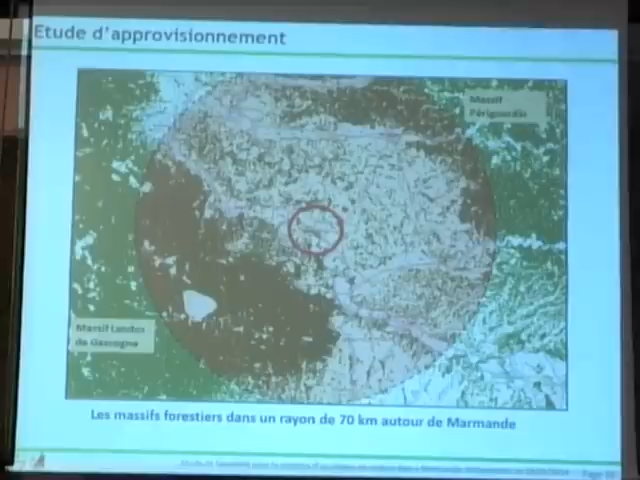 Etude d'approvisionnement
Massif
Périgourdin
Massif Landes
de Gascogne
Les massifs forestiers dans un rayon de 70 km autour de Marmande